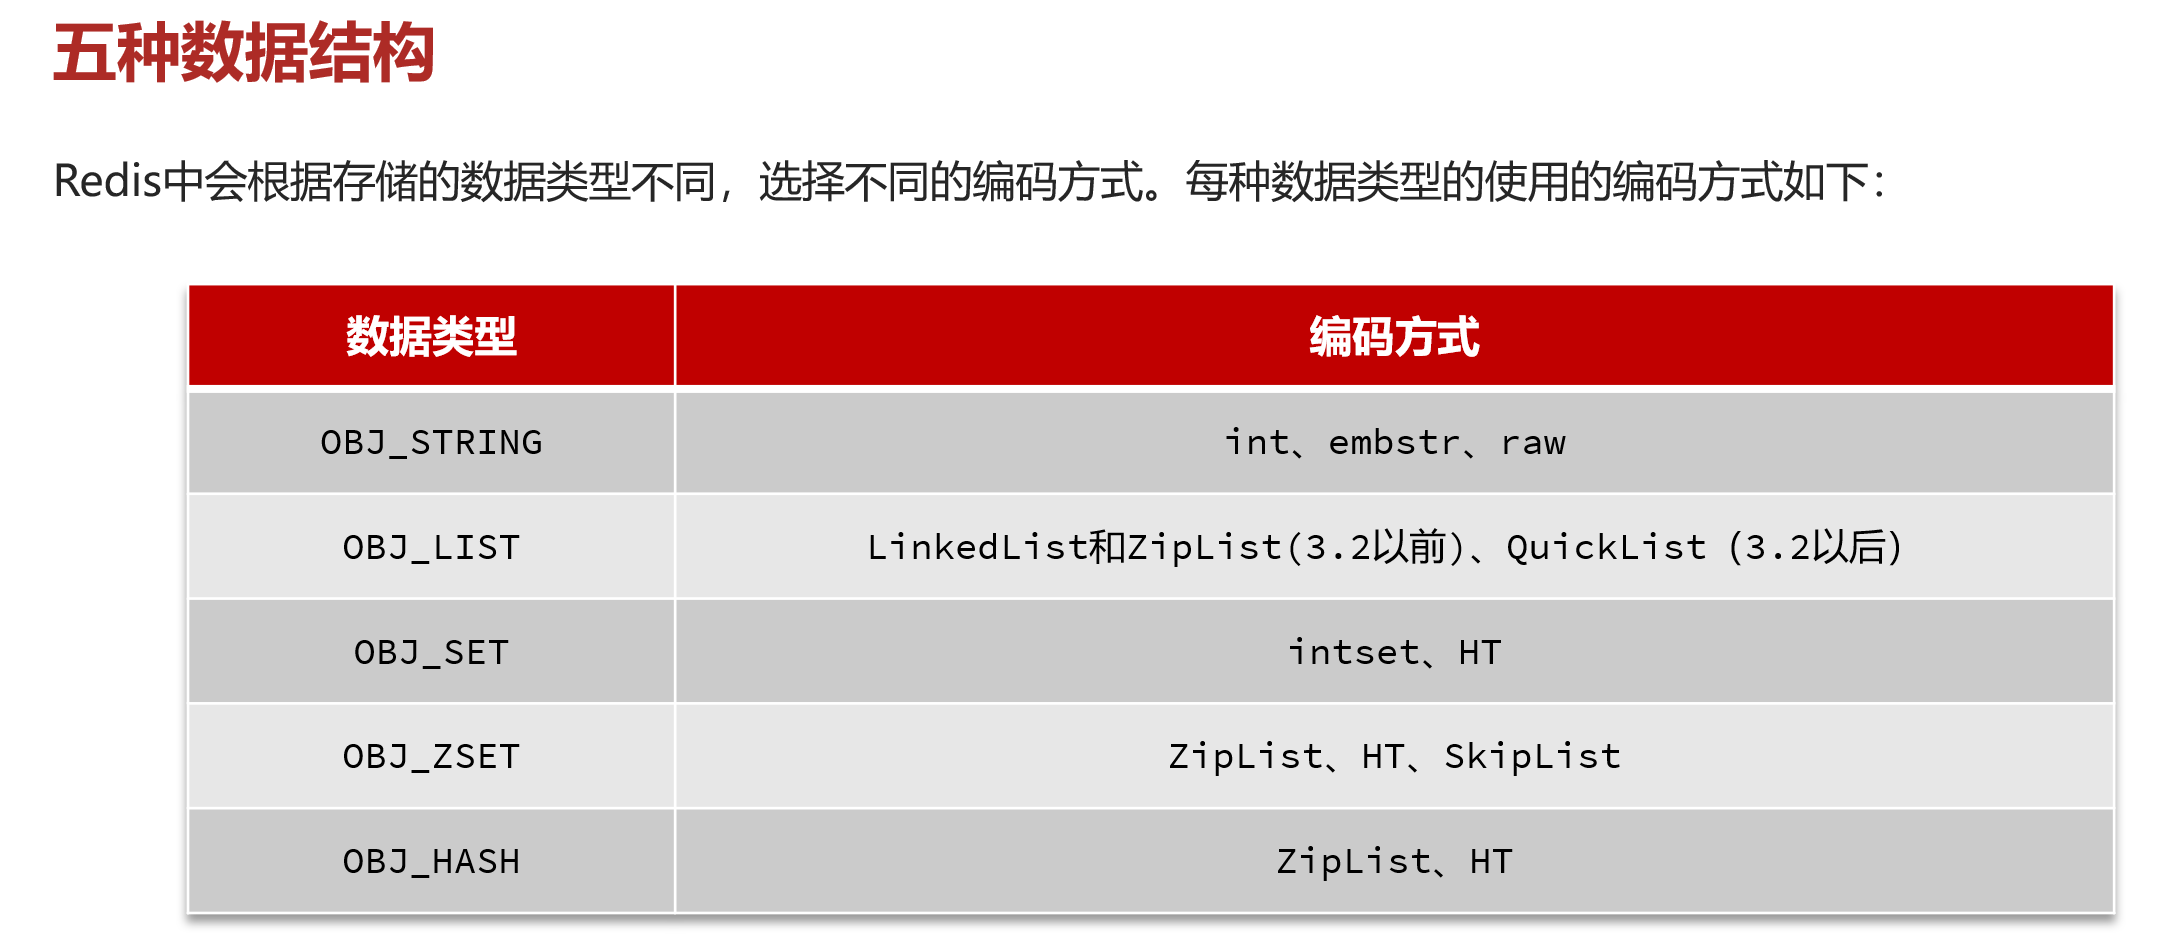 五种数据结构
Redis中会根据存储的数据类型不同，选择不同的编码方式。每种数据类型的使用的编码方式如下：
数据类型 编码方式
OBJ_STRING int、embstr、raw
OBJ_LIST LinkedList和ZipList(3.2以前)、QuickList（3.2以后）
OBJ_SET intset、HT
OBJ_ZSET ZipList、HT、SkipList
OBJ_HASH ZipList、HT